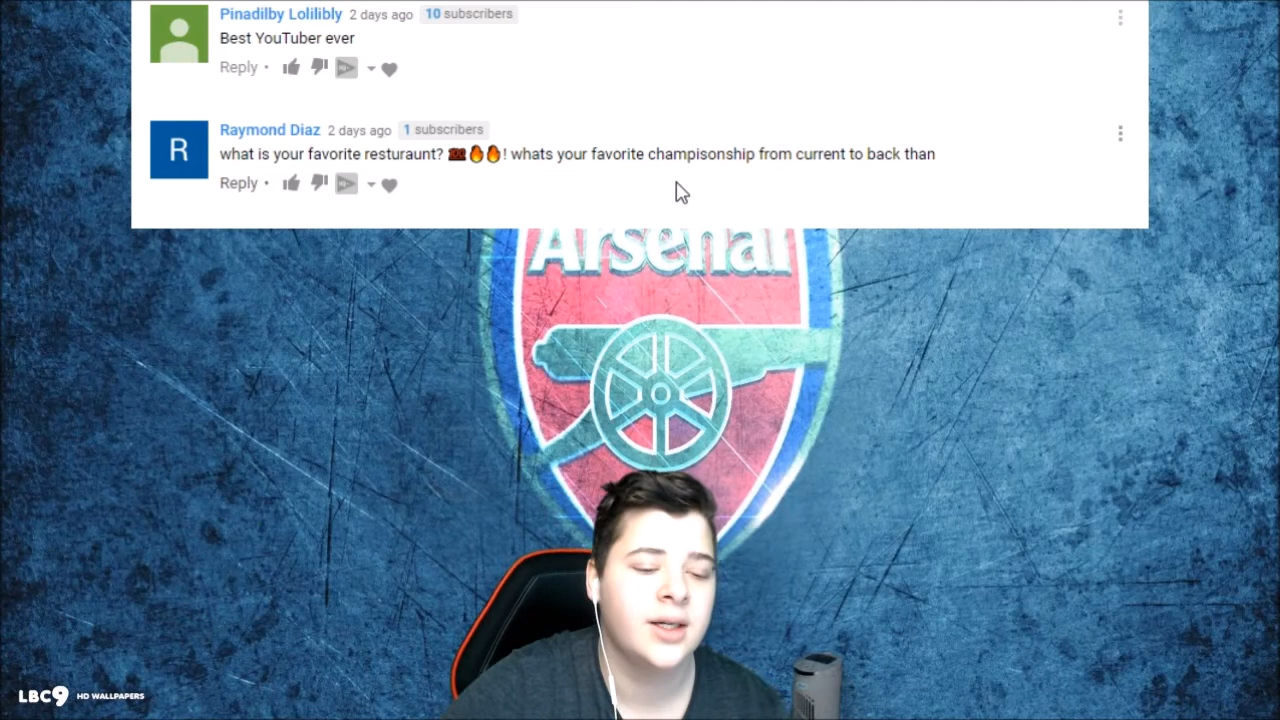 Pinadilby Lolilibly 2 days ago 10 subscribers
Best YouTuber ever
Reply •
R
Raymond Diaz 2 days ago 1 subscribers
what is your favorite resturaunt? 💯🔥🔥! whats your favorite champisonship from current to back than
Reply •
Arsenal
LBC9 HD WALLPAPERS